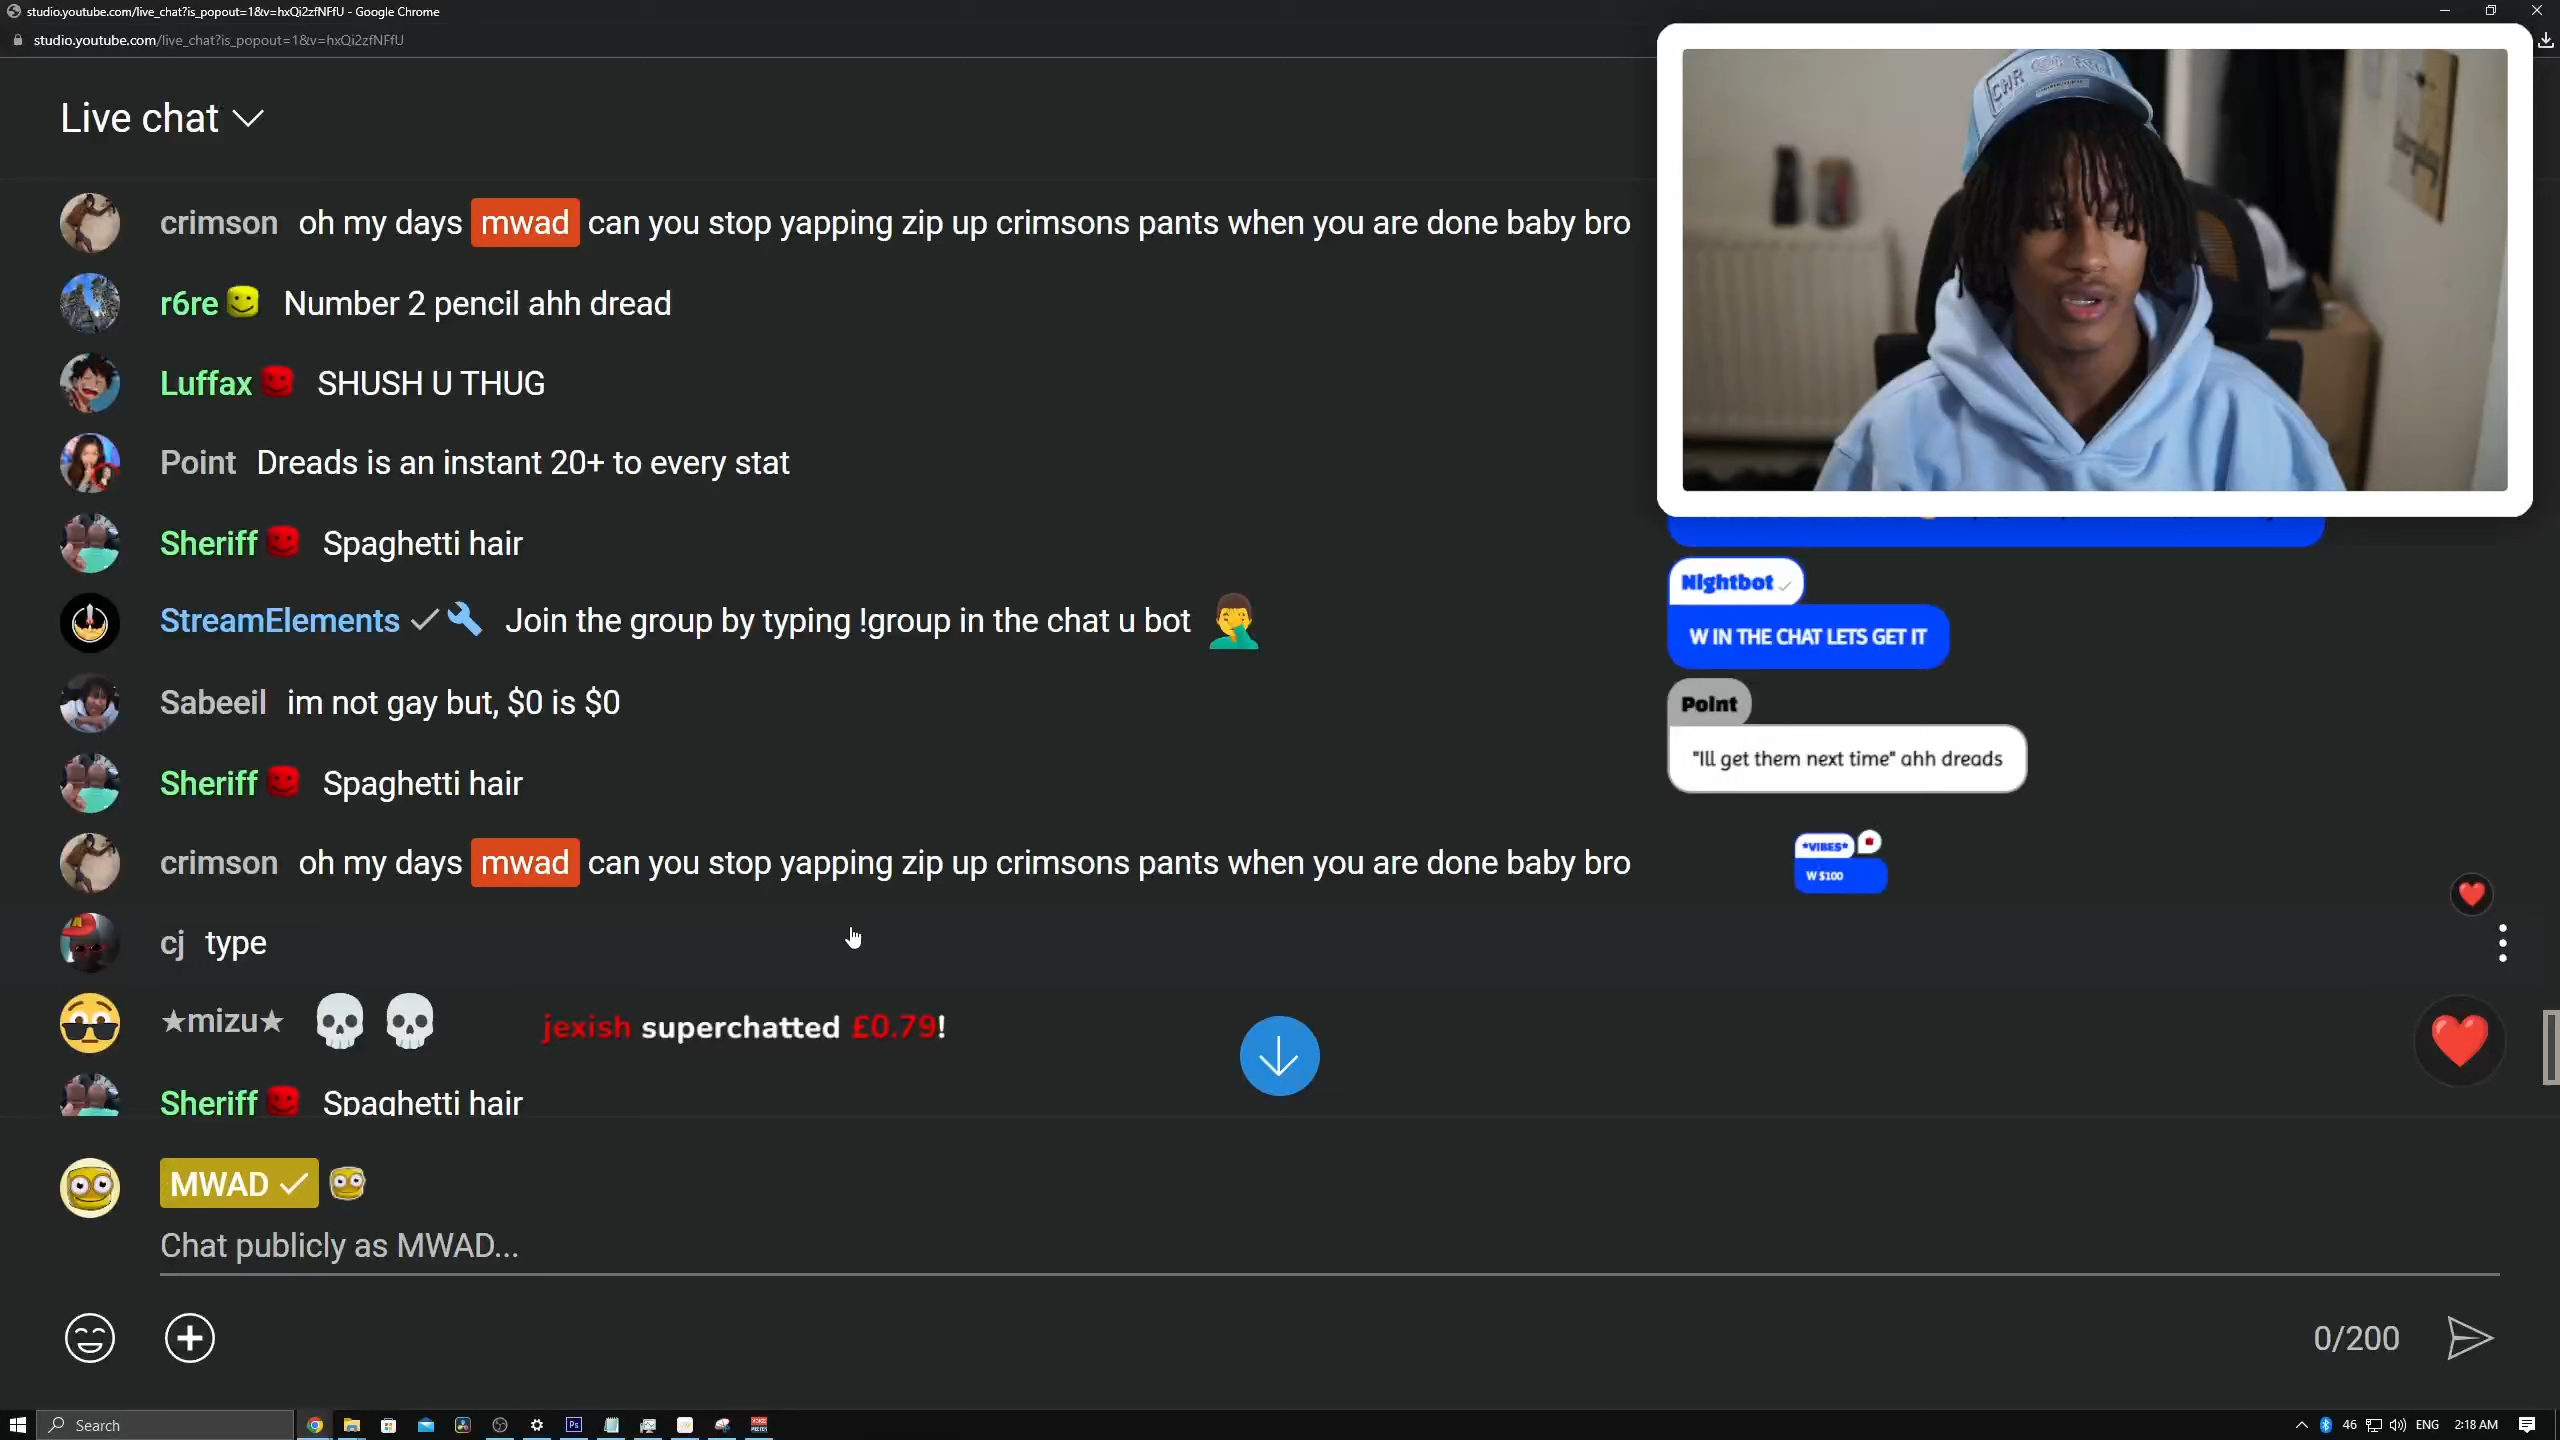 studio.youtube.com/live_chat?is_popout=1&v=hxQi2zfNFfU - Google Chrome
studio.youtube.com/live_chat?is_popout=1&v=hxQi2zfNFfU
Live chat
crimson oh my days mwad can you stop yapping zip up crimsons pants when you are done baby bro
r6re Number 2 pencil ahh dread
Luffax SHUSH U THUG
Point Dreads is an instant 20+ to every stat
Sheriff Spaghetti hair
StreamElements Join the group by typing !group in the chat u bot
Sabeeil im not gay but, $0 is $0
Sheriff Spaghetti hair
crimson oh my days mwad can you stop yapping zip up crimsons pants when you are done baby bro
cj type
★mizu★
jexish superchatted £0.79!
Sheriff Spaghetti hair
MWAD
Chat publicly as MWAD...
0/200
CHR
Nightbot
W IN THE CHAT LETS GET IT
Point
"Ill get them next time" ahh dreads
*VIBES*
W $100
Search
Ps
46
ENG
2:18 AM